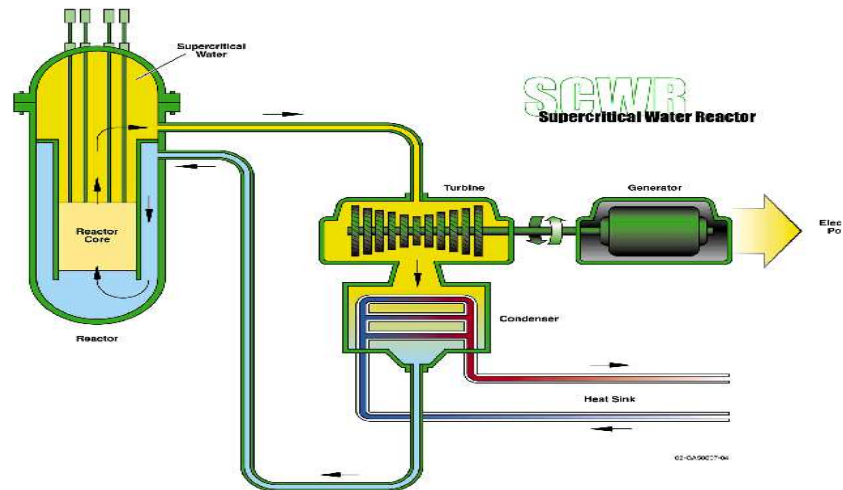 Supercritical
Water
SCWR
Supercritical Water Reactor
Turbine
Generator
Reactor
Core
Condenser
Reactor
Heat Sink